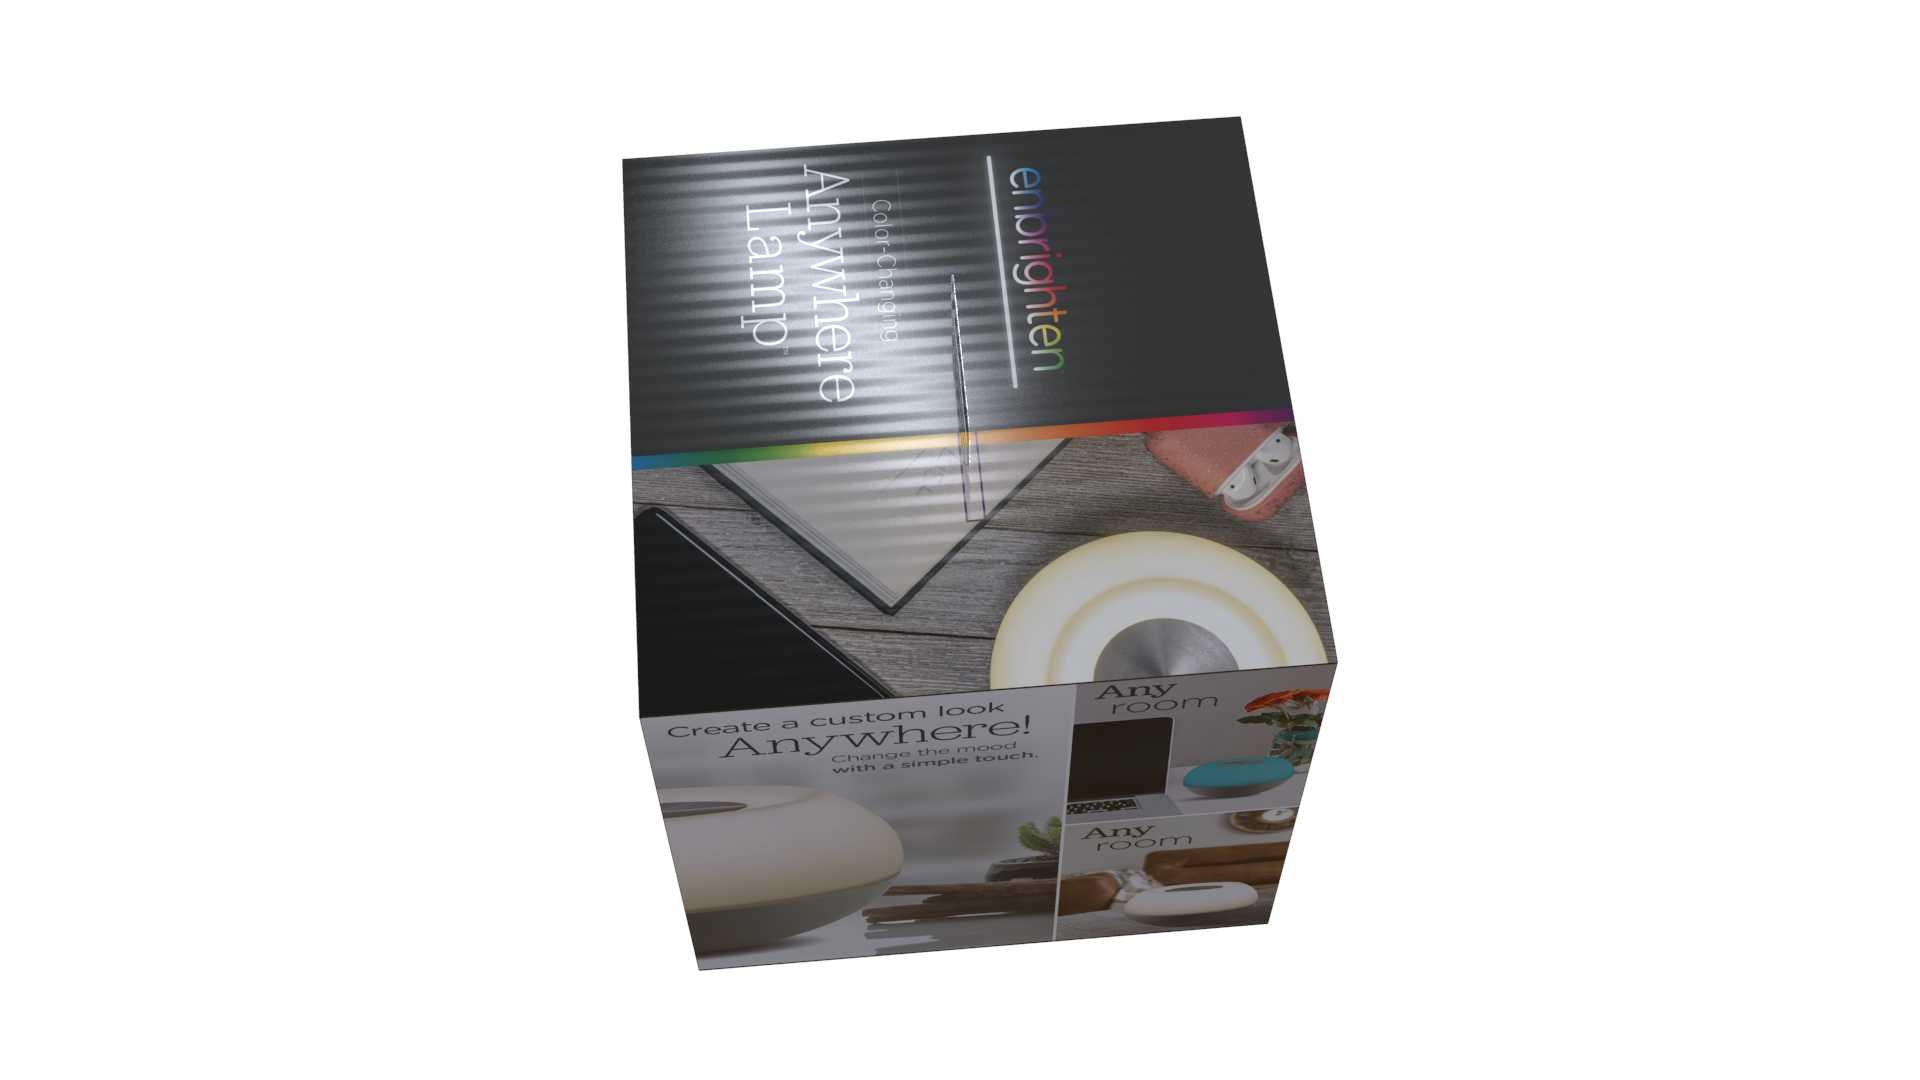 enbrighten
Color-Changing
Anywhere
Lamp™
Create a custom look
Anywhere!
Change the mood
with a simple touch.
Any
room
Any
room